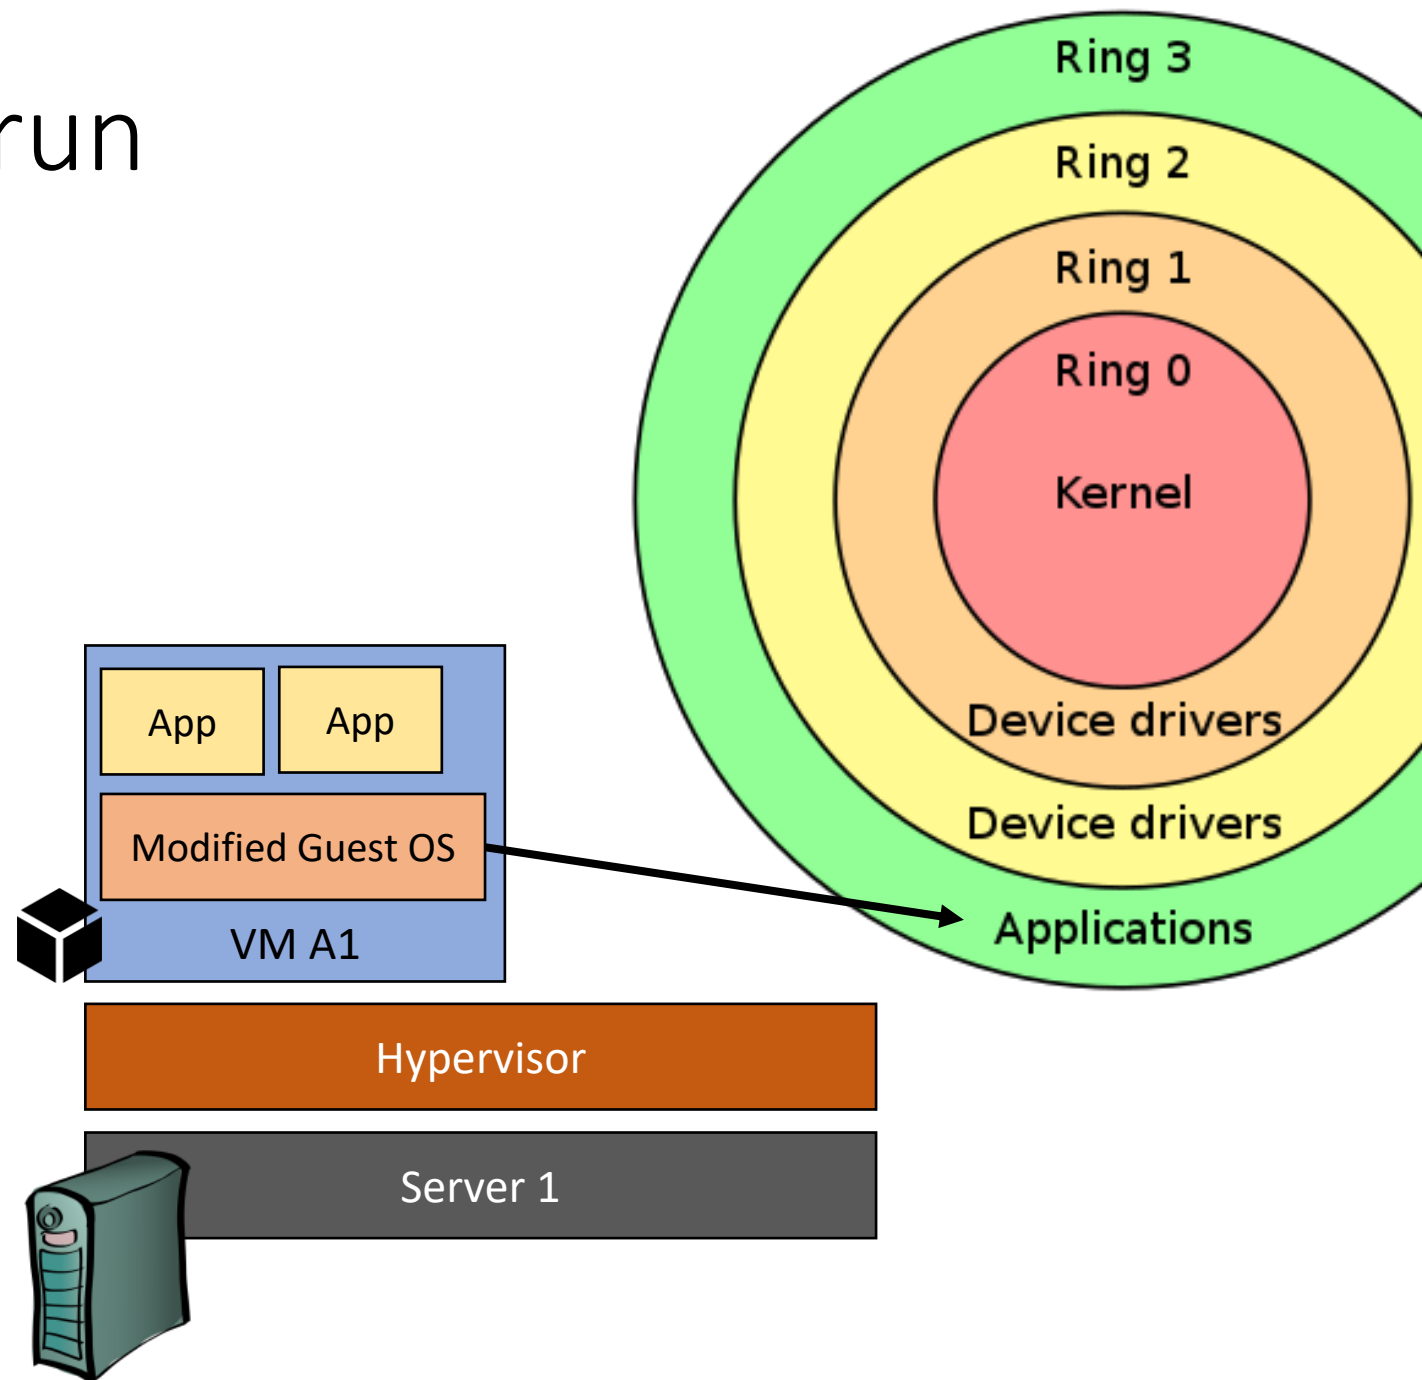 run
Ring 3
Ring 2
Ring 1
Ring 0
Kernel
Device drivers
Device drivers
Applications
App
App
Modified Guest OS
VM A1
Hypervisor
Server 1